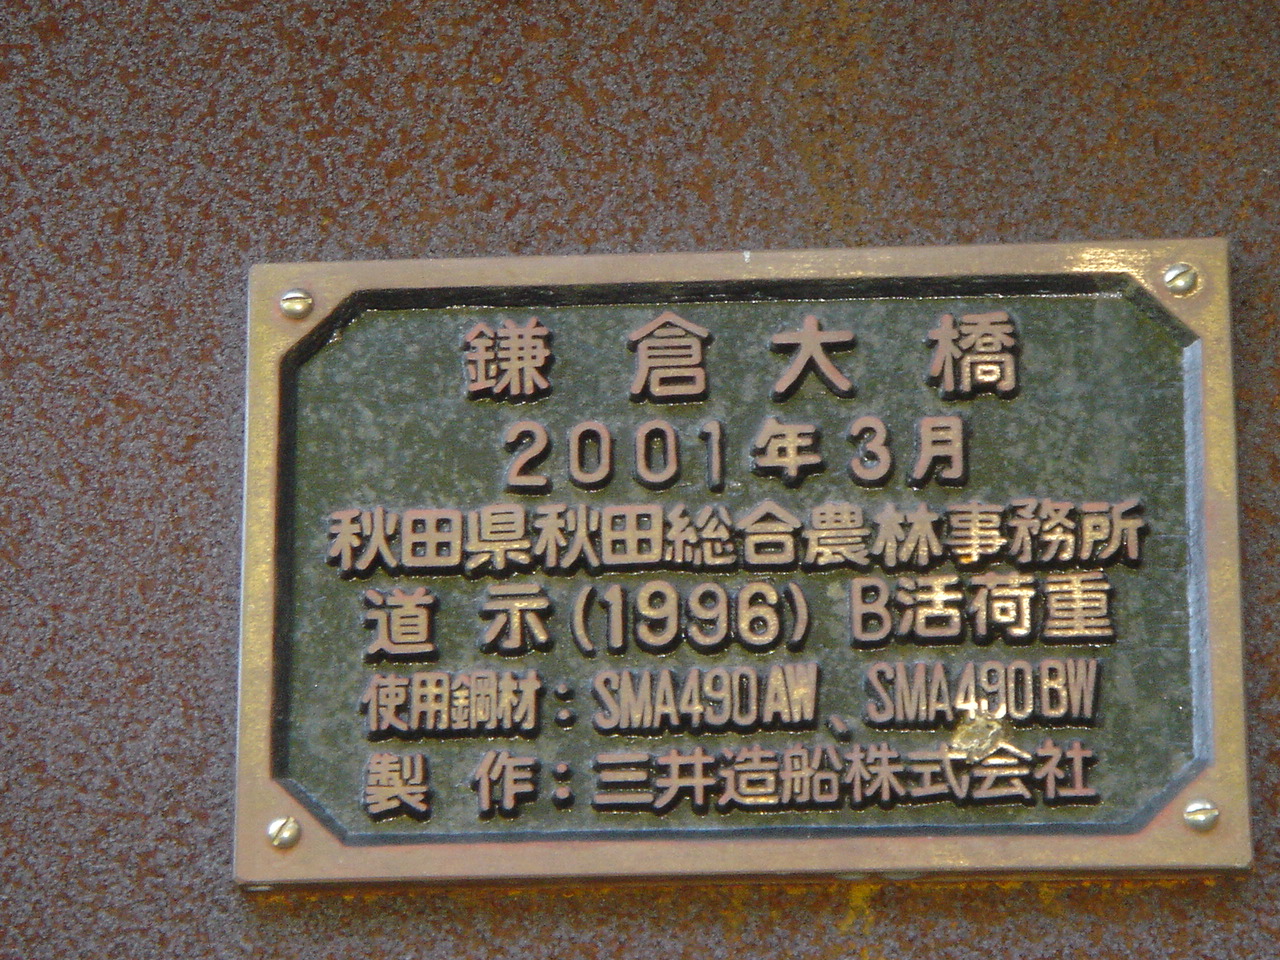 鎌倉大橋
2001年3月
秋田県秋田総合農林事務所
道示(1996)B活荷重
使用鋼材:SMA490AW、SMA490BW
製作:三井造船株式会社